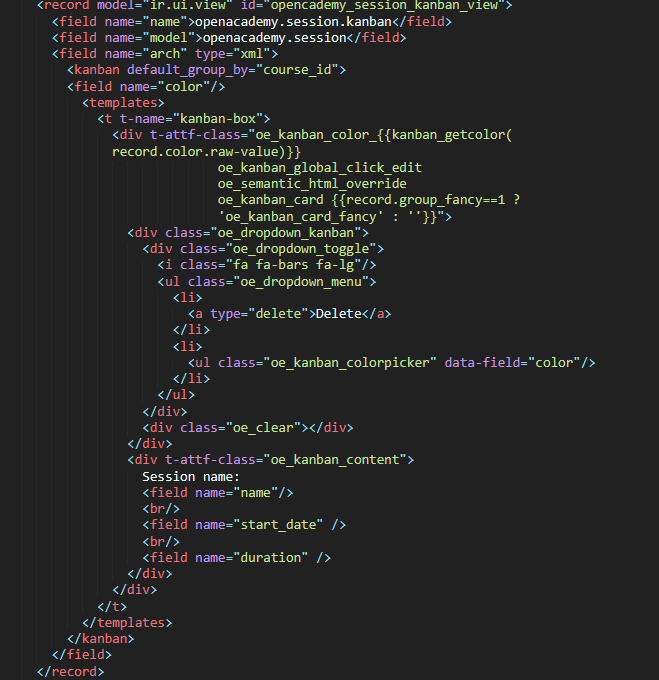 <record model="ir.ui.view" id="opencademy_session_kanban_view">
<field name="name">openacademy.session.kanban</field>
<field name="model">openacademy.session</field>
<field name="arch" type="xml">
<kanban default_group_by="course_id">
<field name="color"/>
<templates>
<t t-name="kanban-box">
<div t-attf-class="oe_kanban_color_{{kanban_getcolor(
record.color.raw-value)}}
oe_kanban_global_click_edit
oe_semantic_html_override
oe_kanban_card {{record.group_fancy==1 ?
'oe_kanban_card_fancy' : ''}}">
<div class="oe_dropdown_kanban">
<div class="oe_dropdown_toggle">
<i class="fa fa-bars fa-lg"/>
<ul class="oe_dropdown_menu">
<li>
<a type="delete">Delete</a>
</li>
<li>
<ul class="oe_kanban_colorpicker" data-field="color"/>
</li>
</ul>
</div>
<div class="oe_clear"></div>
</div>
<div t-attf-class="oe_kanban_content">
Session name:
<field name="name"/>
<br/>
<field name="start_date" />
<br/>
<field name="duration" />
</div>
</div>
</t>
</templates>
</kanban>
</field>
</record>